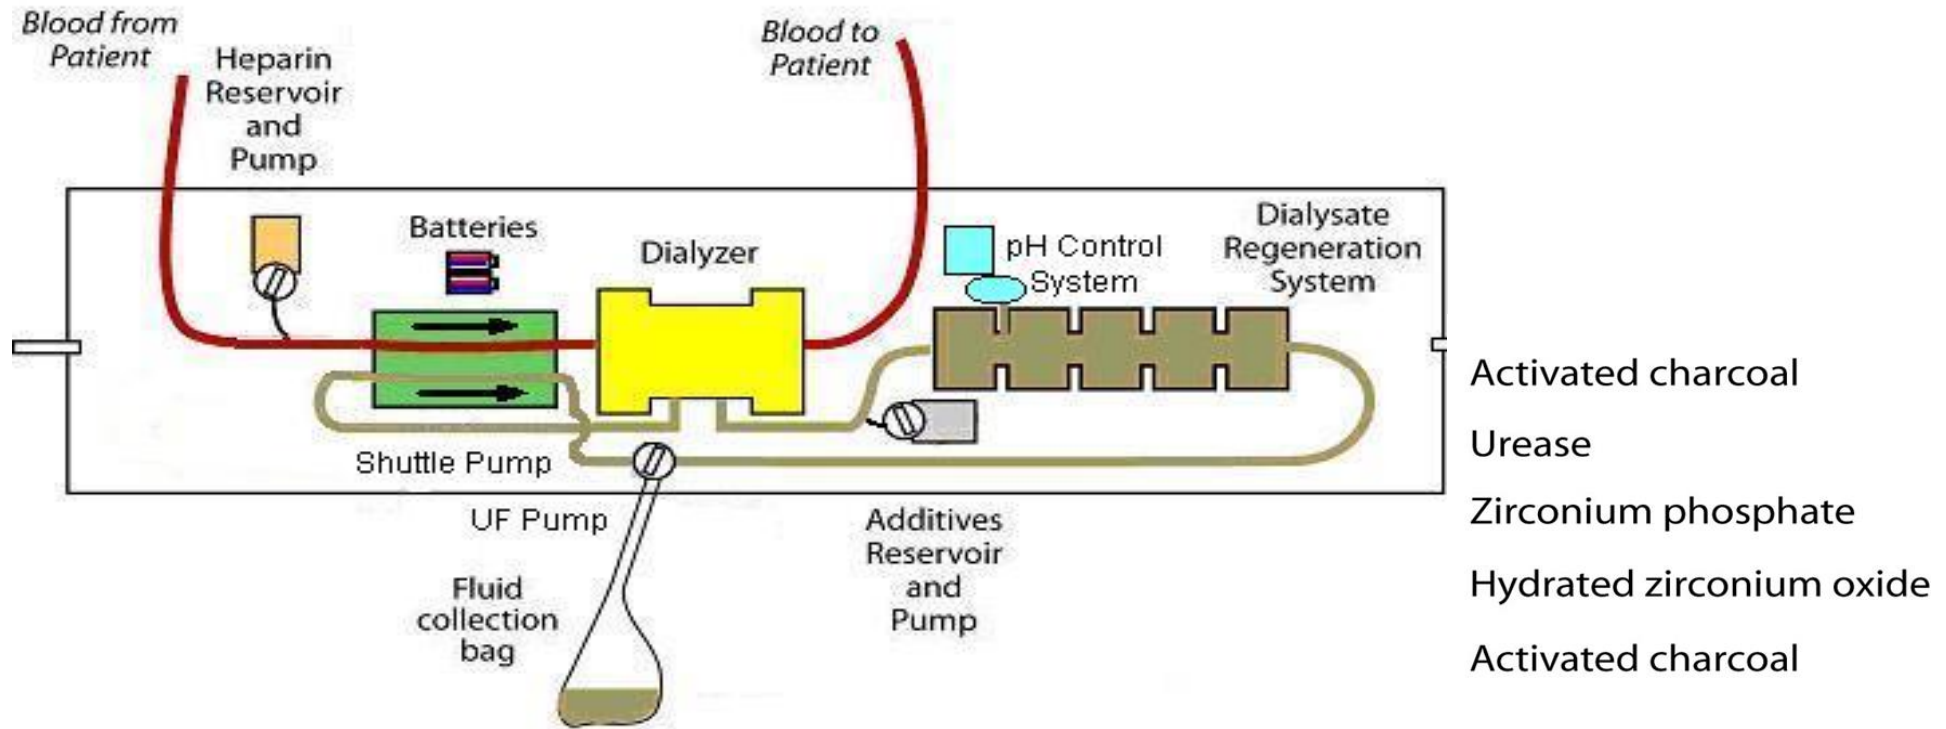 Blood from
Patient
Heparin
Reservoir
and
Pump
Blood to
Patient
Batteries
Dialyzer
pH Control
System
Dialysate
Regeneration
System
Shuttle Pump
UF Pump
Fluid
collection
bag
Additives
Reservoir
and
Pump
Activated charcoal
Urease
Zirconium phosphate
Hydrated zirconium oxide
Activated charcoal